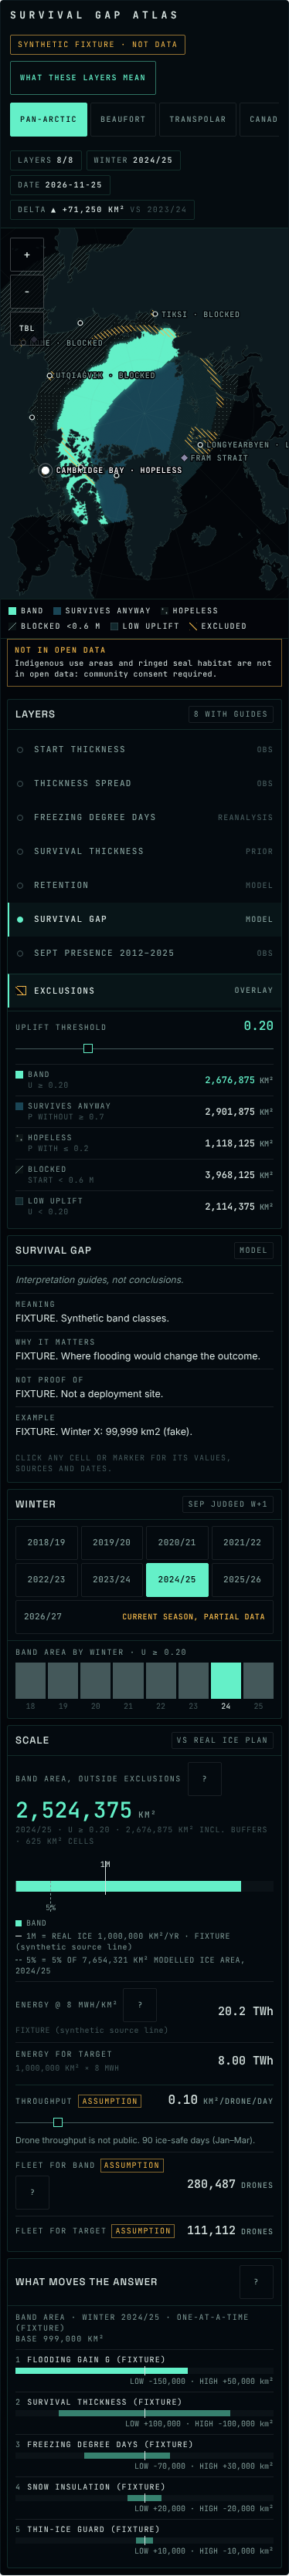 SURVIVAL GAP ATLAS
SYNTHETIC FIXTURE · NOT DATA
WHAT THESE LAYERS MEAN
PAN-ARCTIC
BEAUFORT
TRANSPOLAR
CANAD
LAYERS 8/8
WINTER 2024/25
DATE 2026-11-25
DELTA ▲ +71,250 KM² VS 2023/24
+
-
TBL
TIKSI · BLOCKED
· BLOCKED
UTQIAGVIK · BLOCKED
LONGYEARBYEN ·
FRAM STRAIT
CAMBRIDGE BAY · HOPELESS
BAND
SURVIVES ANYWAY
HOPELESS
BLOCKED <0.6 M
LOW UPLIFT
EXCLUDED
NOT IN OPEN DATA
Indigenous use areas and ringed seal habitat are not
in open data: community consent required.
LAYERS
8 WITH GUIDES
START THICKNESS OBS
THICKNESS SPREAD OBS
FREEZING DEGREE DAYS REANALYSIS
SURVIVAL THICKNESS PRIOR
RETENTION MODEL
SURVIVAL GAP MODEL
SEPT PRESENCE 2012–2025 OBS
EXCLUSIONS OVERLAY
UPLIFT THRESHOLD 0.20
BAND
U ≥ 0.20
2,676,875 KM²
SURVIVES ANYWAY
P WITHOUT ≥ 0.7
2,901,875 KM²
HOPELESS
P WITH ≤ 0.2
1,118,125 KM²
BLOCKED
START < 0.6 M
3,968,125 KM²
LOW UPLIFT
U < 0.20
2,114,375 KM²
SURVIVAL GAP
MODEL
Interpretation guides, not conclusions.
MEANING
FIXTURE. Synthetic band classes.
WHY IT MATTERS
FIXTURE. Where flooding would change the outcome.
NOT PROOF OF
FIXTURE. Not a deployment site.
EXAMPLE
FIXTURE. Winter X: 99,999 km2 (fake).
CLICK ANY CELL OR MARKER FOR ITS VALUES,
SOURCES AND DATES.
WINTER
SEP JUDGED W+1
2018/19
2019/20
2020/21
2021/22
2022/23
2023/24
2024/25
2025/26
2026/27 CURRENT SEASON, PARTIAL DATA
BAND AREA BY WINTER · U ≥ 0.20
18 19 20 21 22 23 24 25
SCALE
VS REAL ICE PLAN
BAND AREA, OUTSIDE EXCLUSIONS ?
2,524,375 KM²
2024/25 · U ≥ 0.20 · 2,676,875 KM² INCL. BUFFERS
· 625 KM² CELLS
1M
5%
BAND
1M = REAL ICE 1,000,000 KM²/YR · FIXTURE
(synthetic source line)
5% = 5% OF 7,654,321 KM² MODELLED ICE AREA,
2024/25
ENERGY @ 8 MWH/KM² ?
20.2 TWh
FIXTURE (synthetic source line)
ENERGY FOR TARGET
8.00 TWh
1,000,000 KM² × 8 MWH
THROUGHPUT ASSUMPTION 0.10 KM²/DRONE/DAY
Drone throughput is not public. 90 ice-safe days (Jan–Mar).
FLEET FOR BAND ASSUMPTION
?
280,487 DRONES
FLEET FOR TARGET ASSUMPTION 111,112 DRONES
WHAT MOVES THE ANSWER
?
BAND AREA · WINTER 2024/25 · ONE-AT-A-TIME
(FIXTURE)
BASE 999,000 KM²
1 FLOODING GAIN G (FIXTURE)
LOW -150,000 · HIGH +50,000 km²
2 SURVIVAL THICKNESS (FIXTURE)
LOW +100,000 · HIGH -100,000 km²
3 FREEZING DEGREE DAYS (FIXTURE)
LOW -70,000 · HIGH +30,000 km²
4 SNOW INSULATION (FIXTURE)
LOW +20,000 · HIGH -20,000 km²
5 THIN-ICE GUARD (FIXTURE)
LOW +10,000 · HIGH -10,000 km²